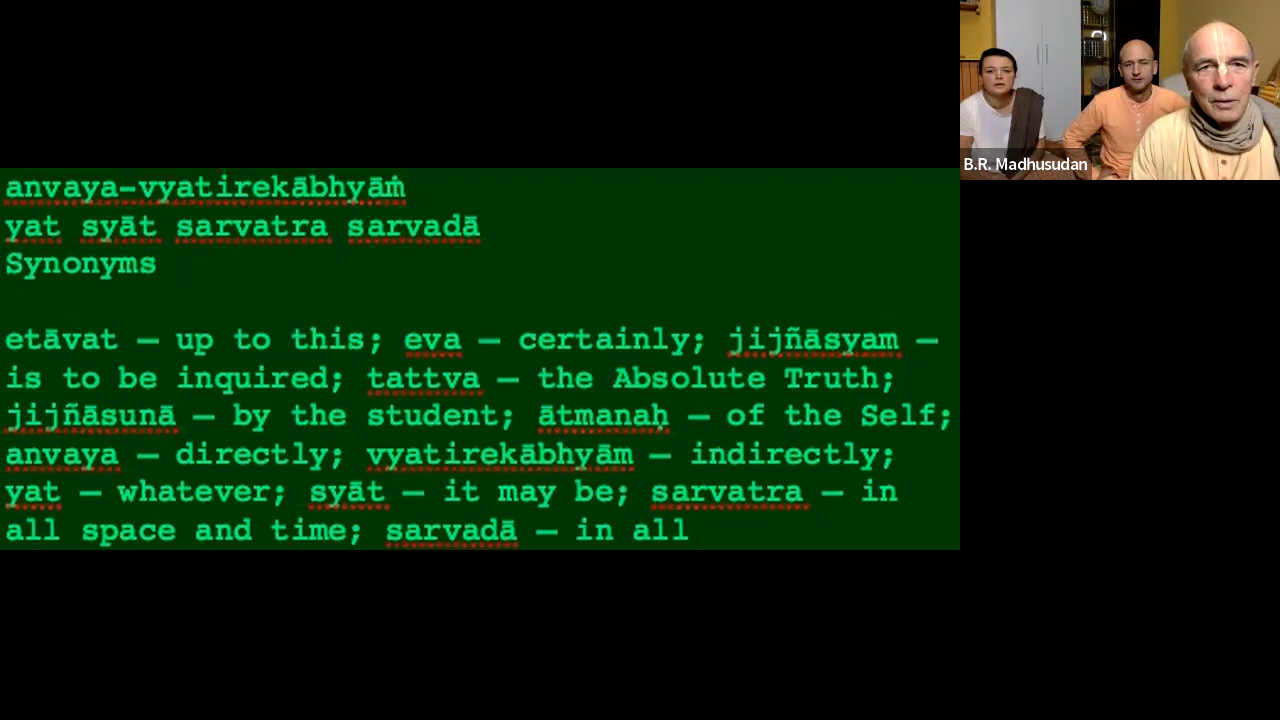 anvaya-vyatirekābhyāṁ
yat syāt sarvatra sarvadā
Synonyms
etāvat — up to this; eva — certainly; jijñāsyam —
is to be inquired; tattva — the Absolute Truth;
jijñāsunā — by the student; ātmanaḥ — of the Self;
anvaya — directly; vyatirekābhyām — indirectly;
yat — whatever; syāt — it may be; sarvatra — in
all space and time; sarvadā — in all
B.R. Madhusudan